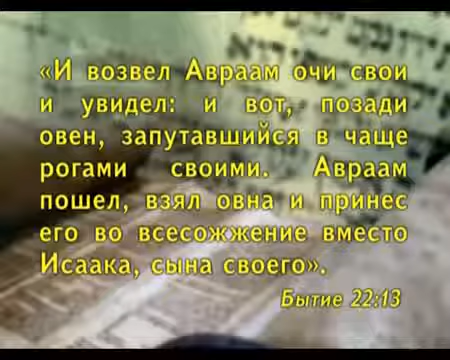 «И возвел Авраам очи свои
и увидел: и вот, позади
овен, запутавшийся в чаще
рогами своими. Авраам
пошел, взял овна и принес
его во всесожжение вместо
Исаака, сына своего».
Бытие 22:13